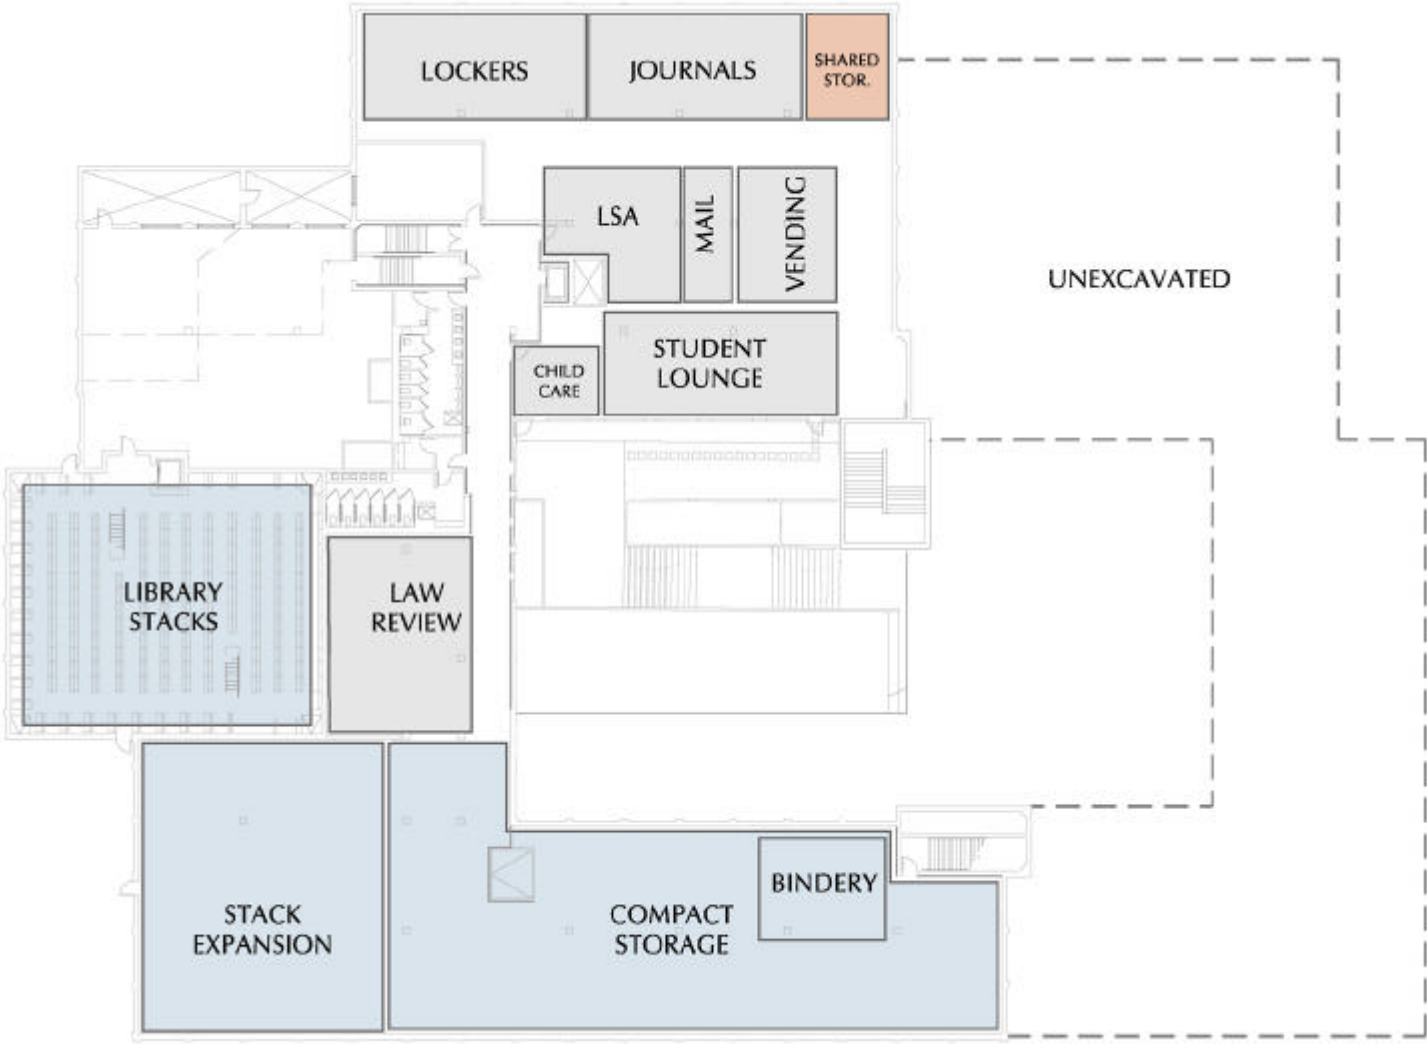 LOCKERS
JOURNALS
SHARED
STOR.
LSA
MAIL
VENDING
UNEXCAVATED
CHILD
CARE
STUDENT
LOUNGE
LIBRARY
STACKS
LAW
REVIEW
STACK
EXPANSION
COMPACT
STORAGE
BINDERY